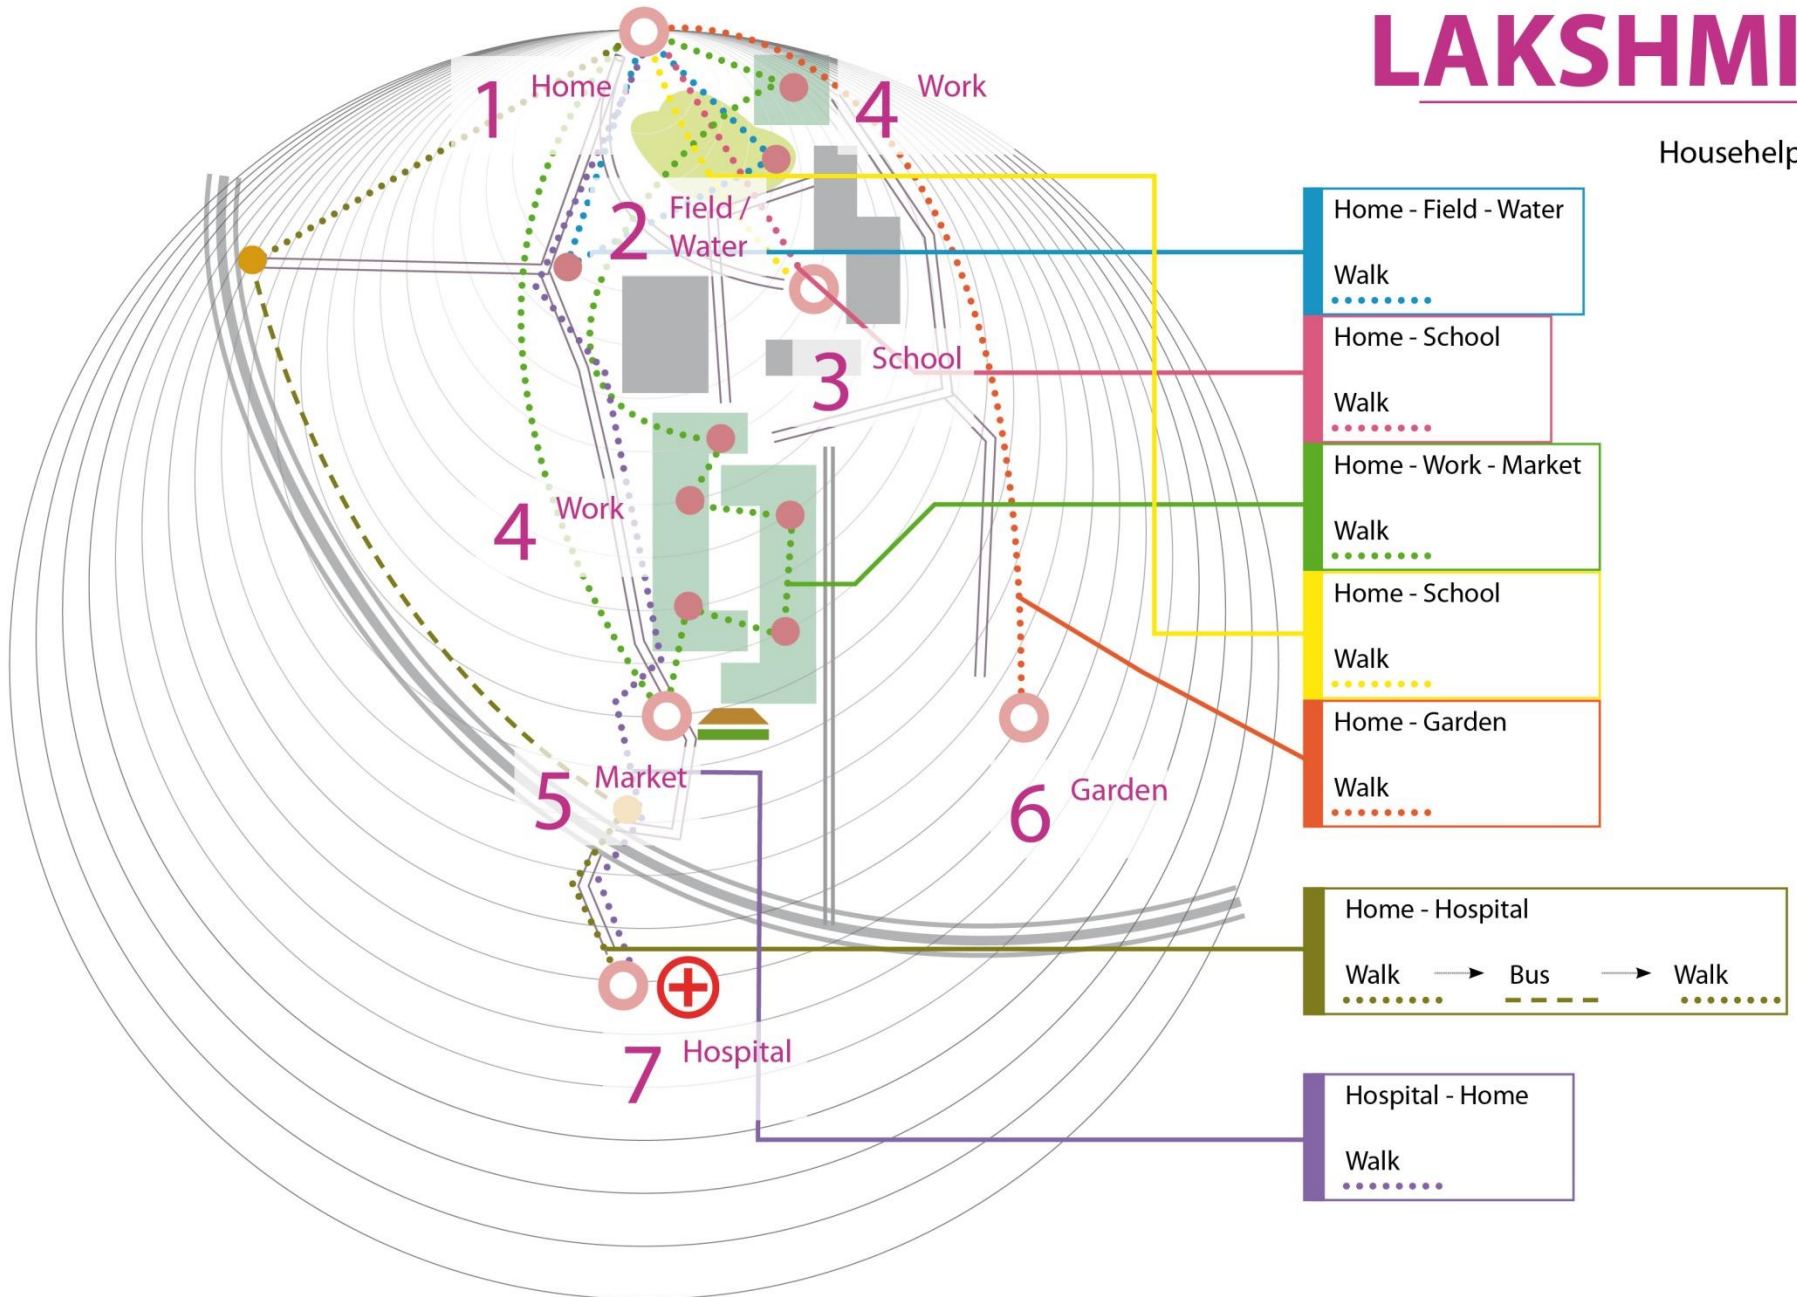 LAKSHMI
Househelp
1 Home
4 Work
2 Field /
Water
3 School
4 Work
5 Market
6 Garden
7 Hospital
Home - Field - Water
Walk
Home - School
Walk
Home - Work - Market
Walk
Home - School
Walk
Home - Garden
Walk
Home - Hospital
Walk Bus Walk
Hospital - Home
Walk